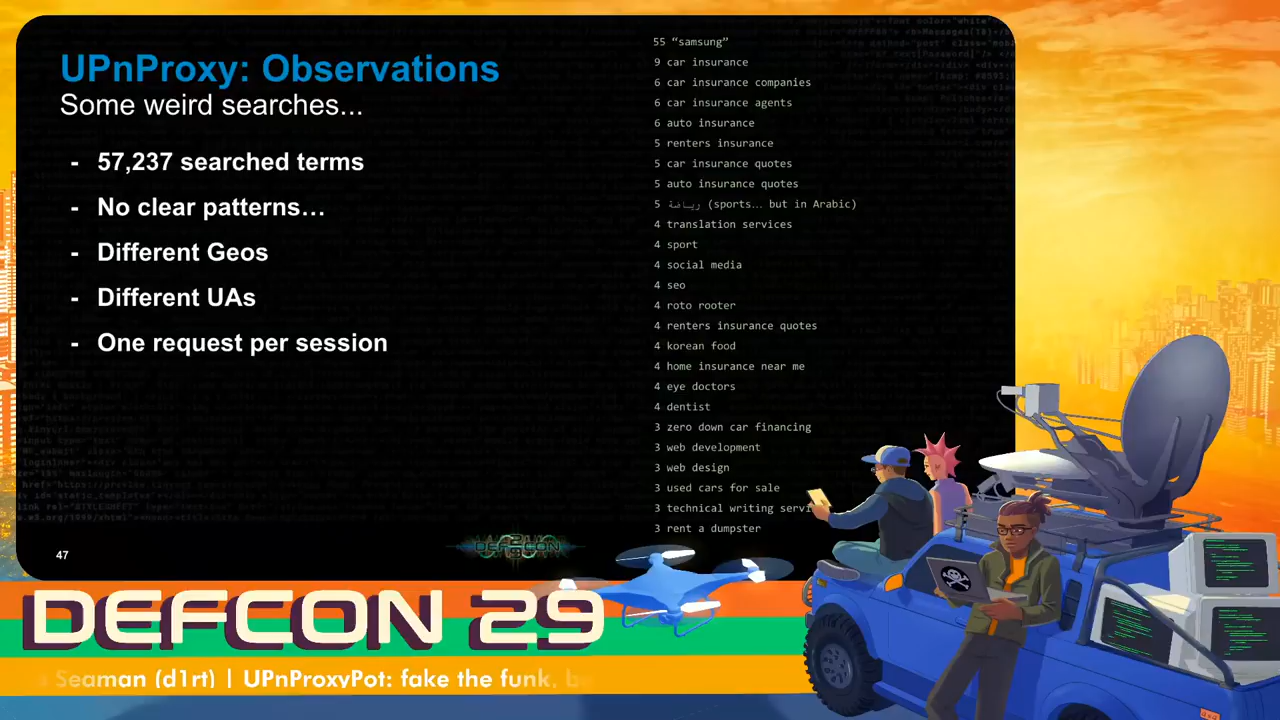 UPnProxy: Observations
Some weird searches...
- 57,237 searched terms
- No clear patterns…
- Different Geos
- Different UAs
- One request per session
55 “samsung”
9 car insurance
6 car insurance companies
6 car insurance agents
6 auto insurance
5 renters insurance
5 car insurance quotes
5 auto insurance quotes
5 رياضة (sports… but in Arabic)
4 translation services
4 sport
4 social media
4 seo
4 roto rooter
4 renters insurance quotes
4 korean food
4 home insurance near me
4 eye doctors
4 dentist
3 zero down car financing
3 web development
3 web design
3 used cars for sale
3 technical writing servi
3 rent a dumpster
47
DEFCON
DEFCON 29
Seaman (d1rt) | UPnProxyPot: fake the funk,